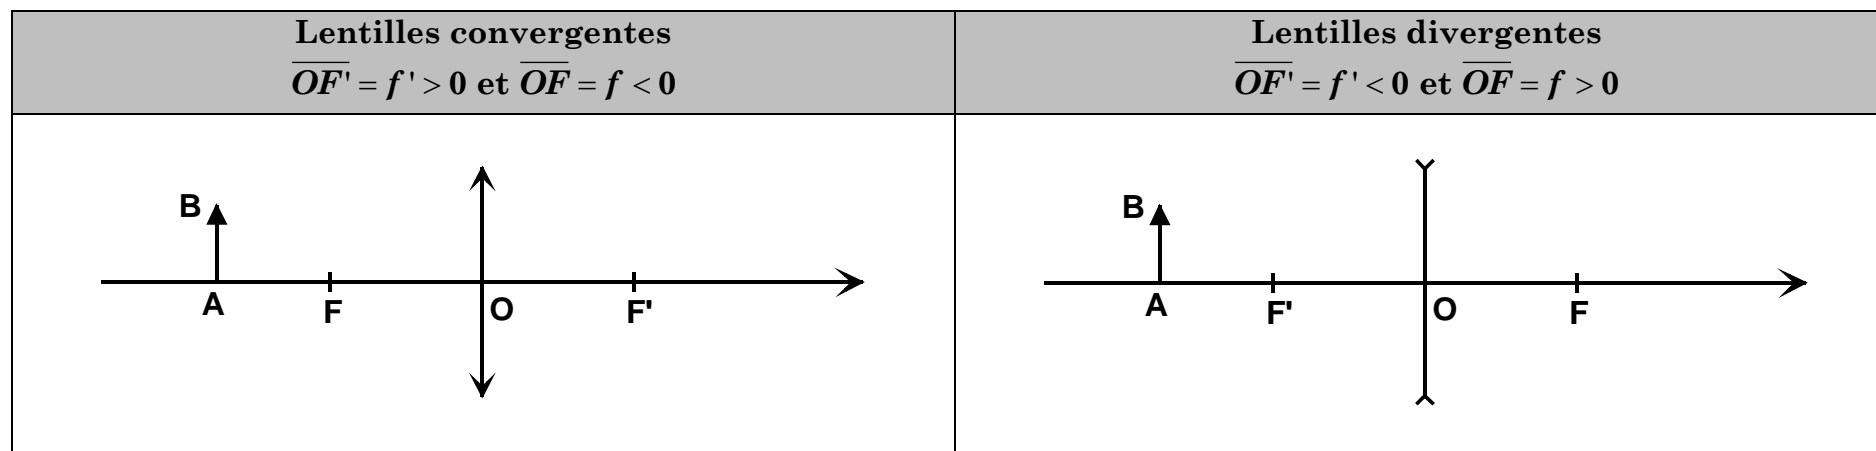 Lentilles convergentes
OF' = f' > 0 et OF = f < 0
Lentilles divergentes
OF' = f' < 0 et OF = f > 0
B
A
F
O
F'
B
A
F'
O
F